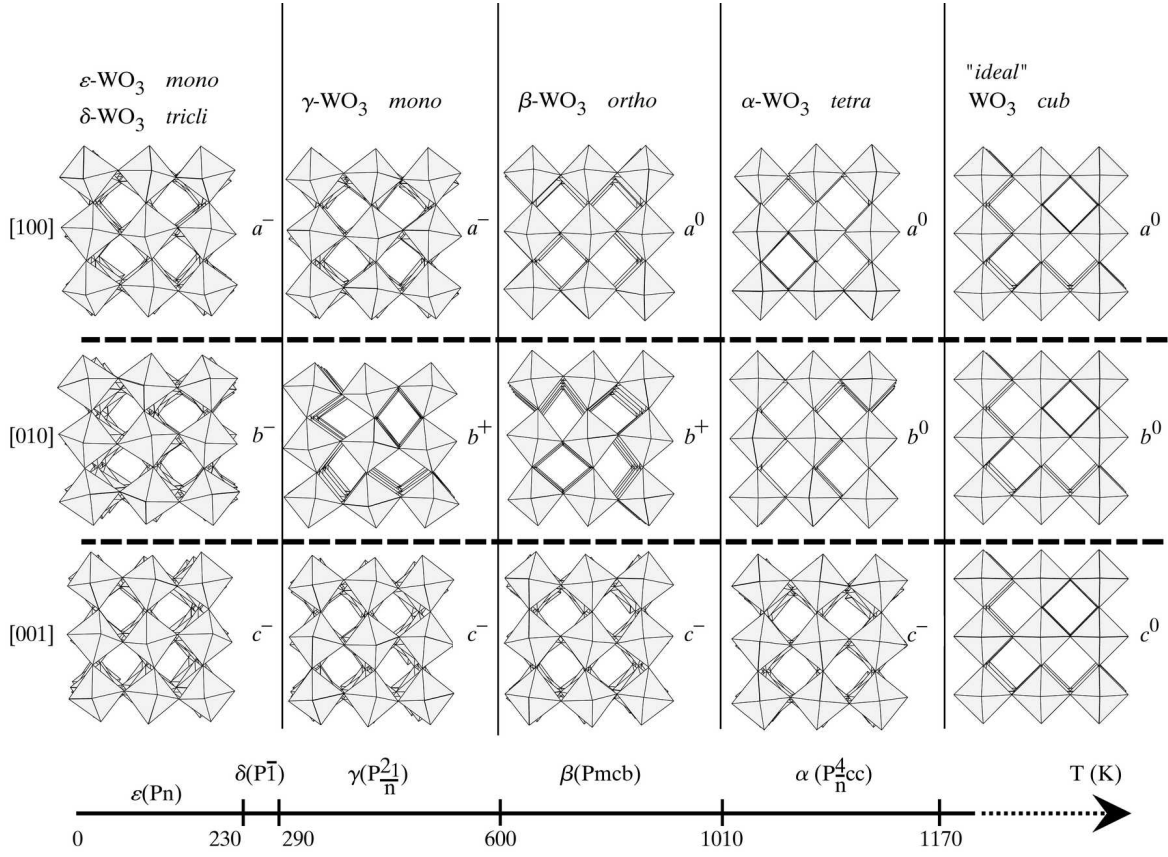 ε-WO3 mono
δ-WO3 tricli
γ-WO3 mono
β-WO3 ortho
α-WO3 tetra
"ideal"
WO3 cub
[100] a− a− a0 a0 a0
[010] b− b+ b+ b0 b0
[001] c− c− c− c− c0
ε(Pn) δ(P1̅) γ(P21/n) β(Pmcb) α(P4/ncc) T (K)
0 230 290 600 1010 1170